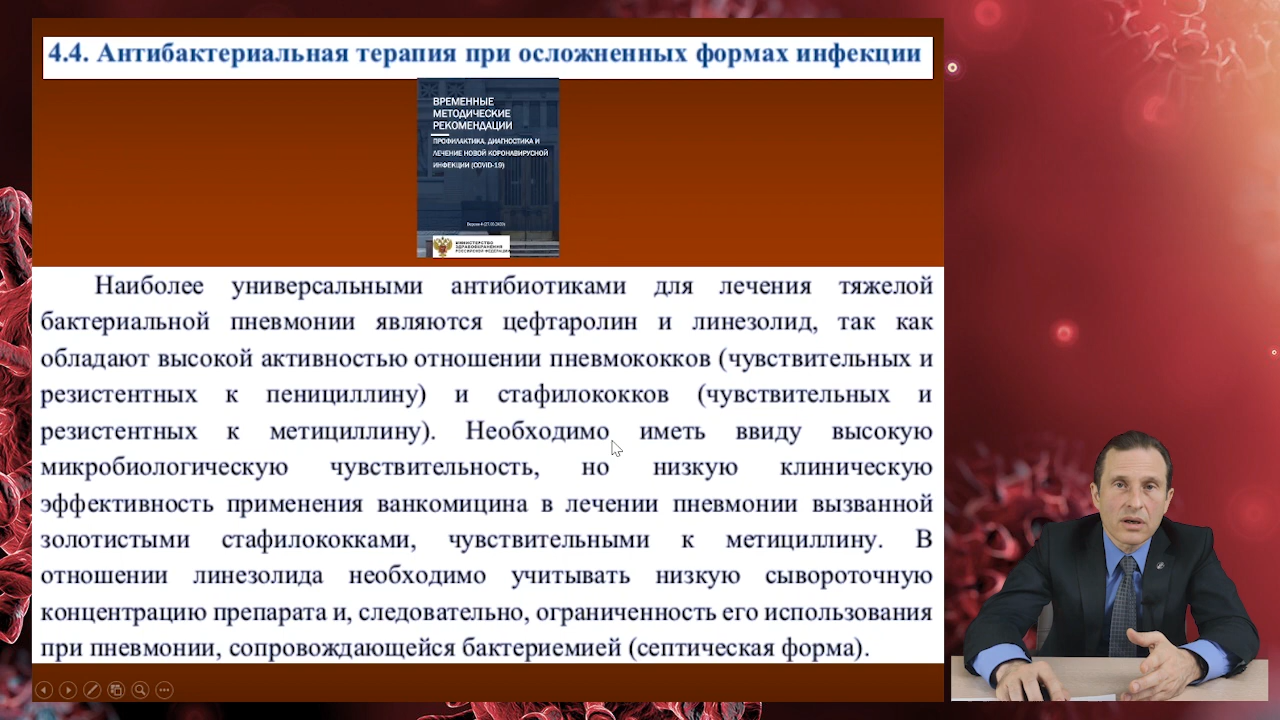 4.4. Антибактериальная терапия при осложненных формах инфекции
ВРЕМЕННЫЕ
МЕТОДИЧЕСКИЕ
РЕКОМЕНДАЦИИ
ПРОФИЛАКТИКА, ДИАГНОСТИКА И
ЛЕЧЕНИЕ НОВОЙ КОРОНАВИРУСНОЙ
ИНФЕКЦИИ (COVID-19)
МИНИСТЕРСТВО
ЗДРАВООХРАНЕНИЯ
РОССИЙСКОЙ ФЕДЕРАЦИИ
Наиболее универсальными антибиотиками для лечения тяжелой
бактериальной пневмонии являются цефтаролин и линезолид, так как
обладают высокой активностью отношении пневмококков (чувствительных и
резистентных к пенициллину) и стафилококков (чувствительных и
резистентных к метициллину). Необходимо иметь ввиду высокую
микробиологическую чувствительность, но низкую клиническую
эффективность применения ванкомицина в лечении пневмонии вызванной
золотистыми стафилококками, чувствительными к метициллину. В
отношении линезолида необходимо учитывать низкую сывороточную
концентрацию препарата и, следовательно, ограниченность его использования
при пневмонии, сопровождающейся бактериемией (септическая форма).